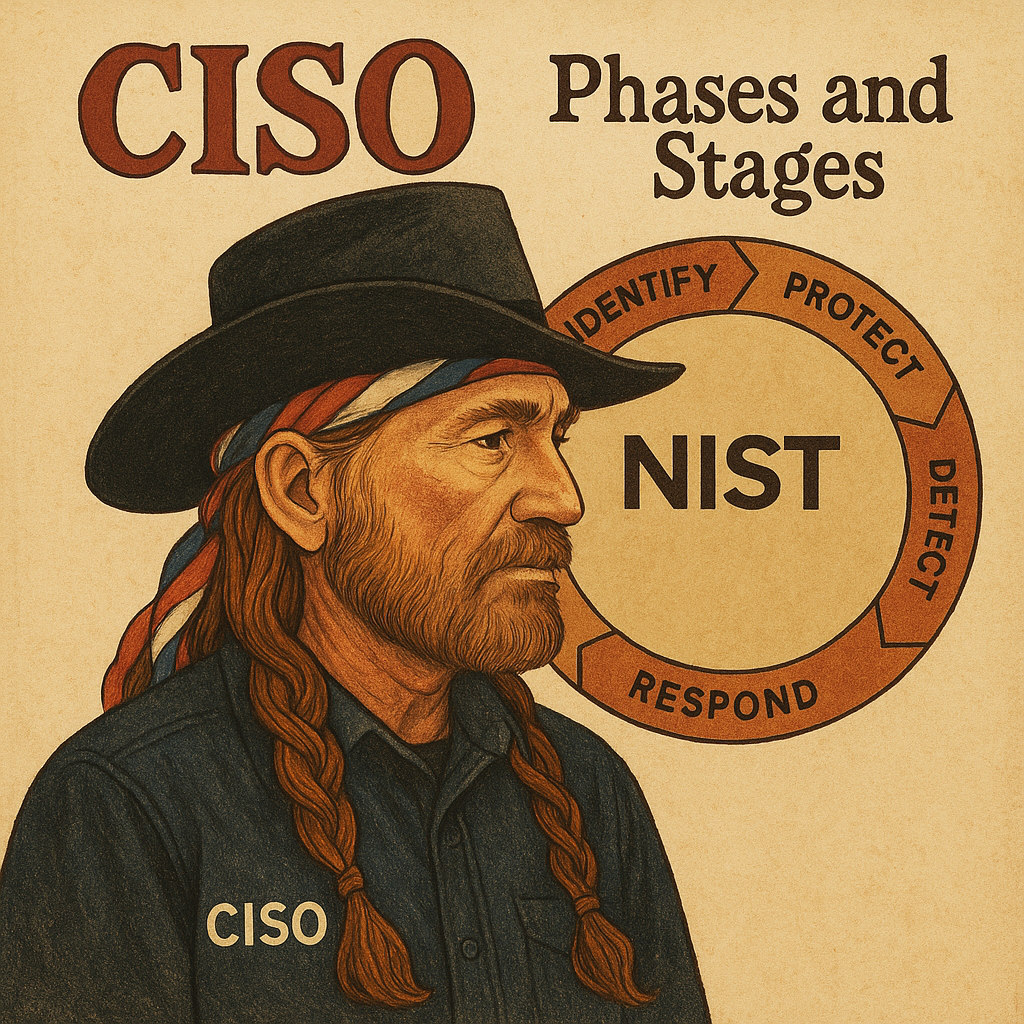 CISO
Phases and
Stages
IDENTIFY
PROTECT
DETECT
RESPOND
NIST
CISO